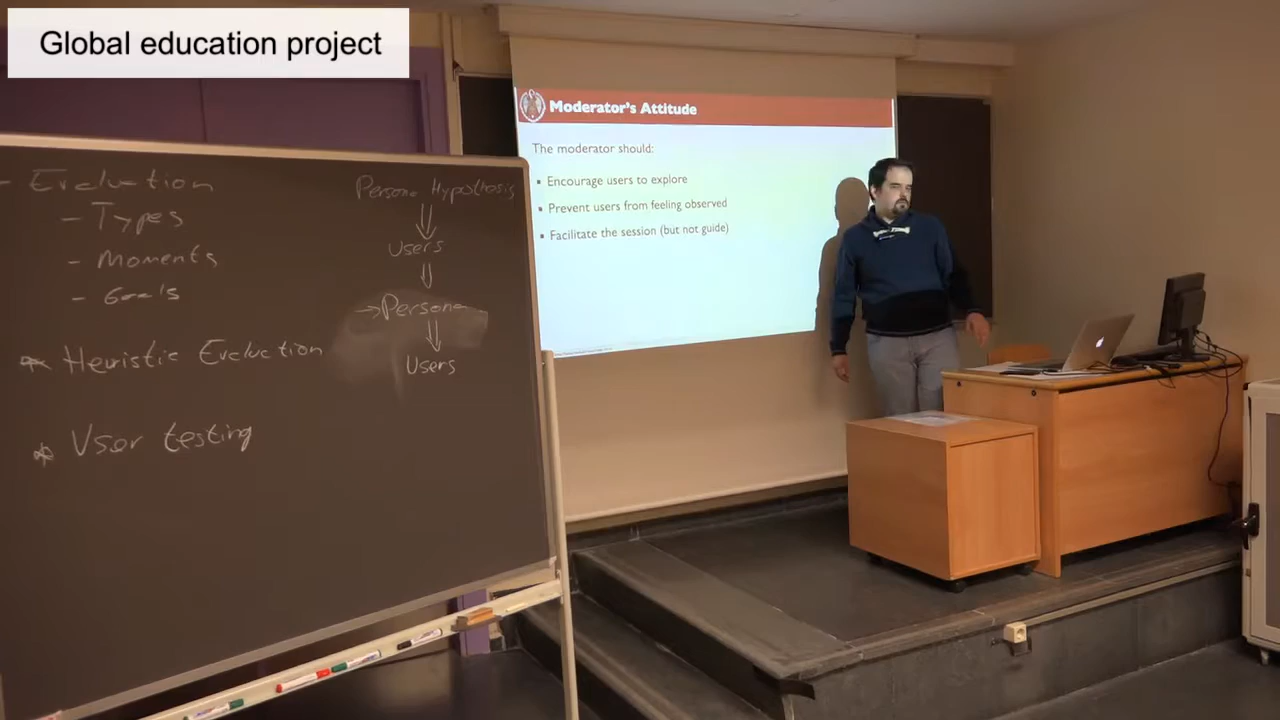 Global education project
Moderator's Attitude
The moderator should:
▪ Encourage users to explore
▪ Prevent users from feeling observed
▪ Facilitate the session (but not guide)
- Evaluation
- Types
- Moments
- Goals
* Heuristic Evaluation
* User testing
Persona Hypothesis
⇓
Users
⇓
→Persona
⇓
Users